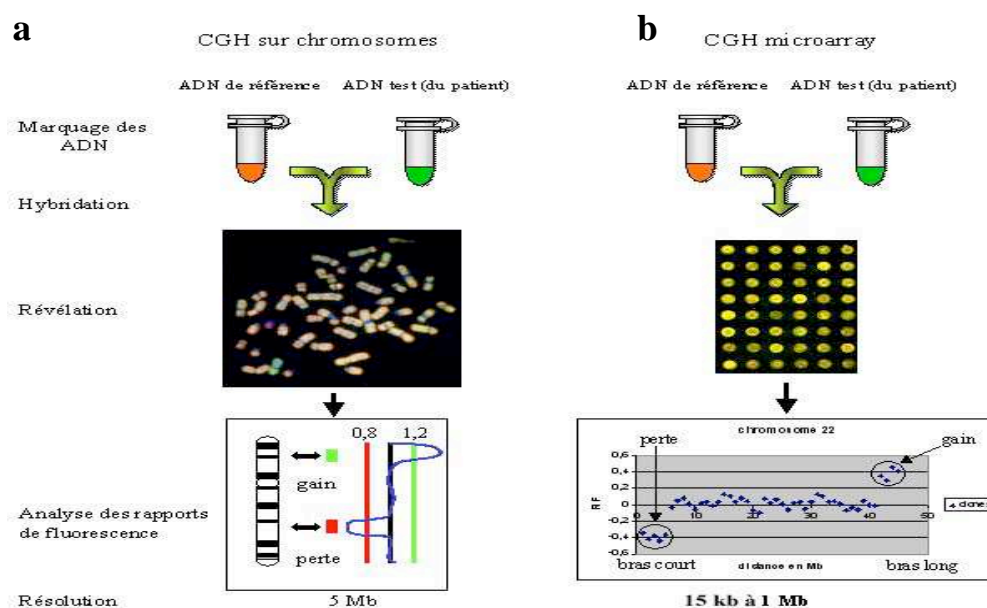 a
CGH sur chromosomes
ADN de référence
ADN test (du patient)
b
CGH microarray
ADN de référence
ADN test (du patient)
Marquage des
ADN
Hybridation
Révélation
Analyse des rapports
de fluorescence
0,8
1,2
gain
perte
perte
chromosome 22
gain
0,6
0,4
0,2
0
-0,2
-0,4
-0,6
RF
10
20
30
40
50
clones
bras court
distance en Mb
bras long
Résolution
5 Mb
15 kb à 1 Mb